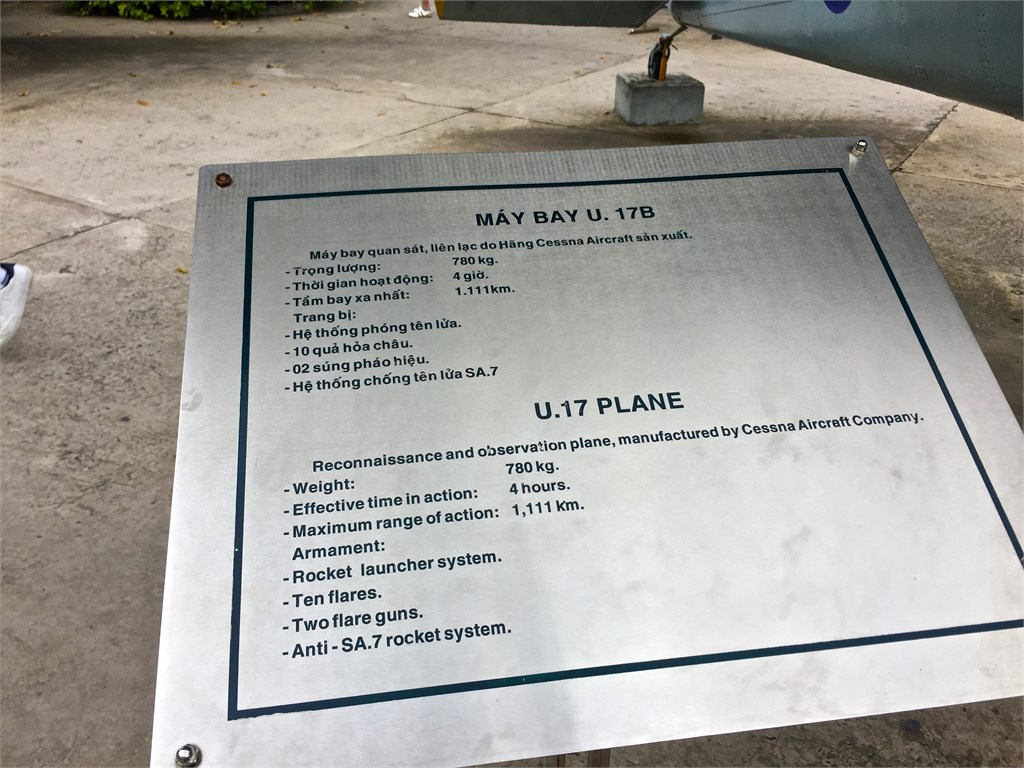 MÁY BAY U. 17B
Máy bay quan sát, liên lạc do Hãng Cessna Aircraft sản xuất.
- Trọng lượng: 780 kg.
- Thời gian hoạt động: 4 giờ.
- Tầm bay xa nhất: 1.111km.
Trang bị:
- Hệ thống phóng tên lửa.
- 10 quả hỏa châu.
- 02 súng pháo hiệu.
- Hệ thống chống tên lửa SA.7
U.17 PLANE
Reconnaissance and observation plane, manufactured by Cessna Aircraft Company.
- Weight: 780 kg.
- Effective time in action: 4 hours.
- Maximum range of action: 1,111 km.
Armament:
- Rocket launcher system.
- Ten flares.
- Two flare guns.
- Anti - SA.7 rocket system.